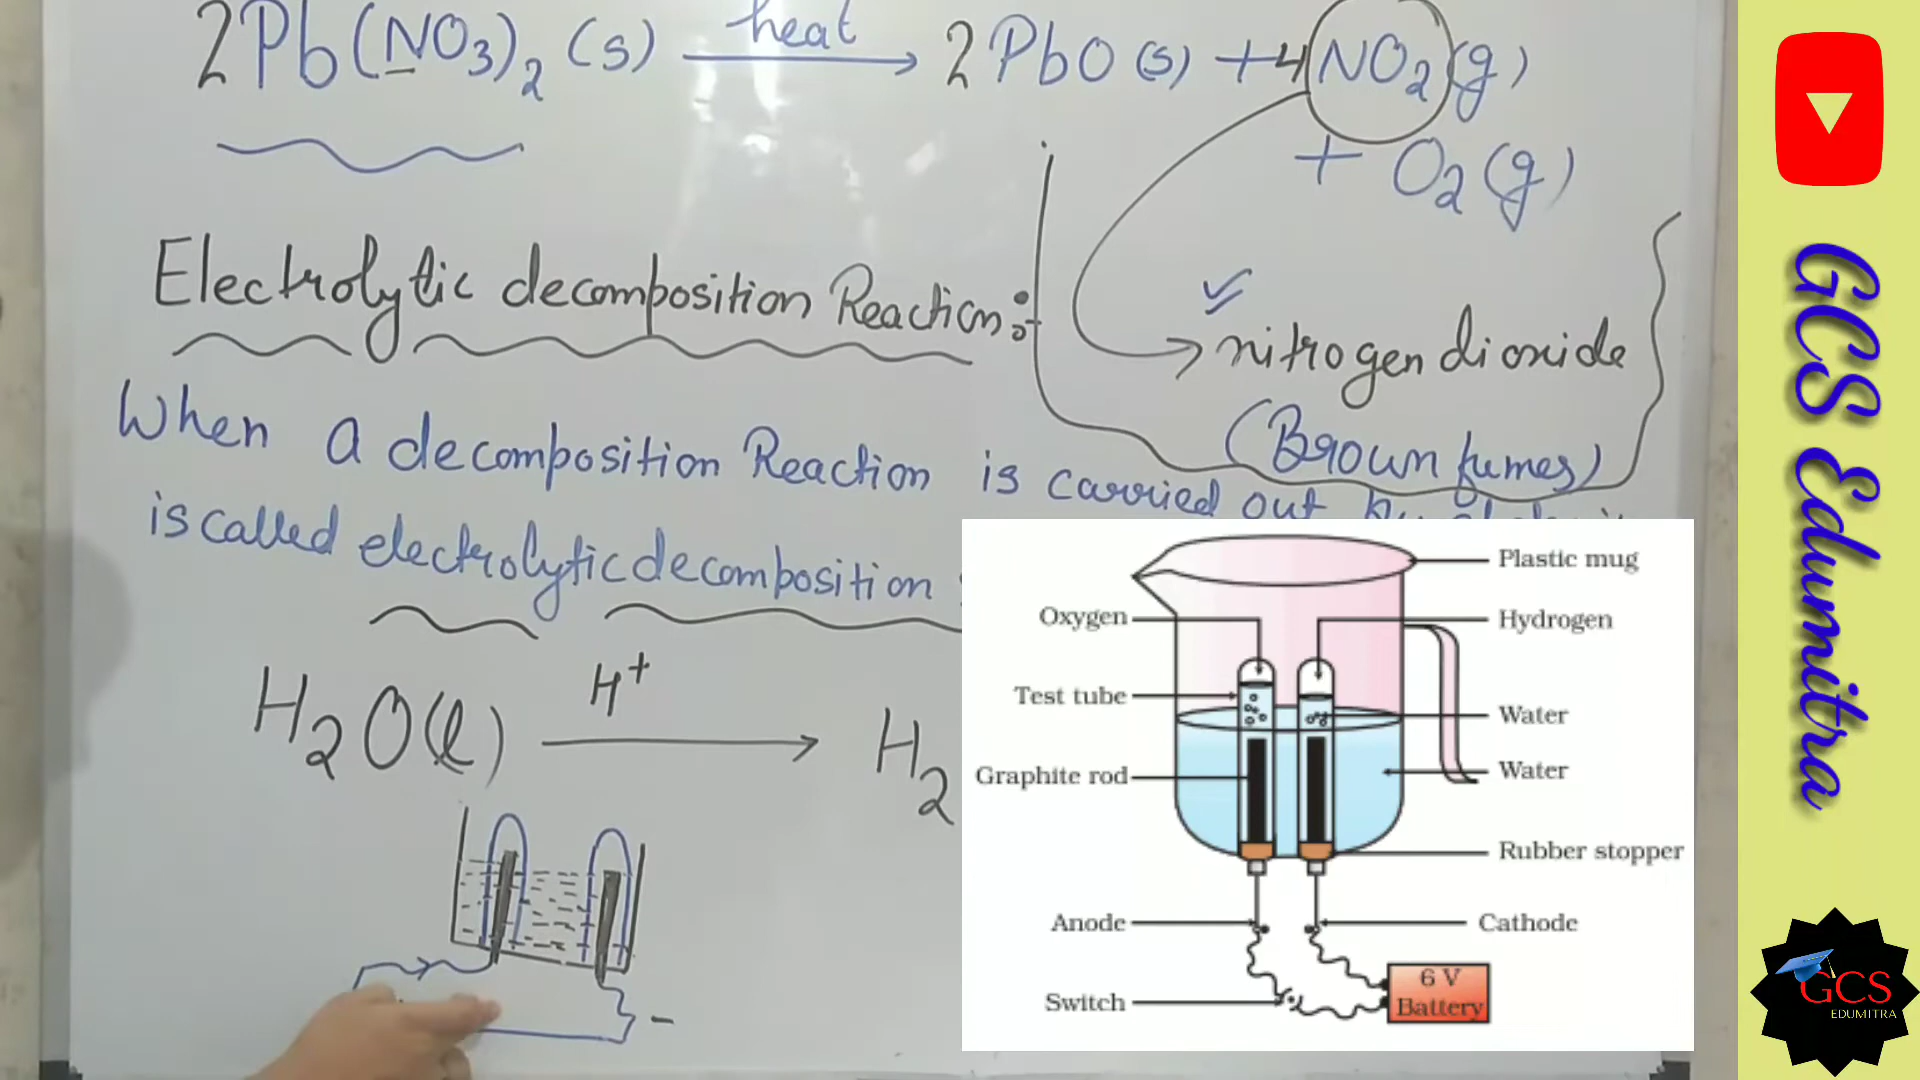 2Pb(NO3)2 (s) heat → 2PbO(s) + 4NO2(g)
+ O2(g)
Electrolytic decomposition Reaction:
→ nitrogen dioxide
(Brown fumes)
When a decomposition Reaction is carried out
is called electrolytic decomposition
H2O(l) H+ → H2
−
Plastic mug
Oxygen
Hydrogen
Test tube
Water
Graphite rod
Water
Rubber stopper
Anode
Cathode
6 V
Battery
Switch
GCS Edumitra
GCS
EDUMITRA